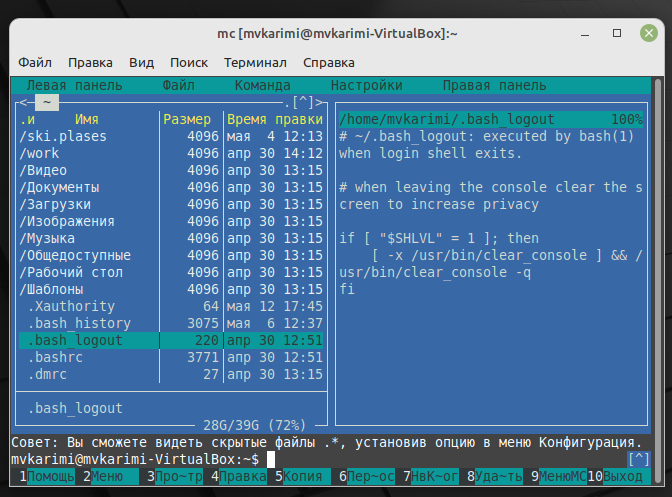 mc [mvkarimi@mvkarimi-VirtualBox]:~
Файл Правка Вид Поиск Терминал Справка
Левая панель Файл Команда Настройки Правая панель
<— ~ .[^]>
.и Имя Размер Время правки
/ski.plases 4096 мая 4 12:13
/work 4096 апр 30 14:12
/Видео 4096 апр 30 13:15
/Документы 4096 апр 30 13:15
/Загрузки 4096 апр 30 13:15
/Изображения 4096 апр 30 13:15
/Музыка 4096 апр 30 13:15
/Общедоступные 4096 апр 30 13:15
/Рабочий стол 4096 апр 30 13:15
/Шаблоны 4096 апр 30 13:15
.Xauthority 64 мая 12 17:45
.bash_history 3075 мая 6 12:37
.bash_logout 220 апр 30 12:51
.bashrc 3771 апр 30 12:51
.dmrc 27 апр 30 13:15
.bash_logout
28G/39G (72%)
/home/mvkarimi/.bash_logout 100%
# ~/.bash_logout: executed by bash(1)
when login shell exits.
# when leaving the console clear the s
creen to increase privacy
if [ "$SHLVL" = 1 ]; then
[ -x /usr/bin/clear_console ] && /
usr/bin/clear_console -q
fi
Совет: Вы сможете видеть скрытые файлы .*, установив опцию в меню Конфигурация.
mvkarimi@mvkarimi-VirtualBox:~$ [^]
1Помощь 2Меню 3Про~тр 4Правка 5Копия 6Пер~ос 7НвК~ог 8Уда~ть 9МенюМС 10Выход